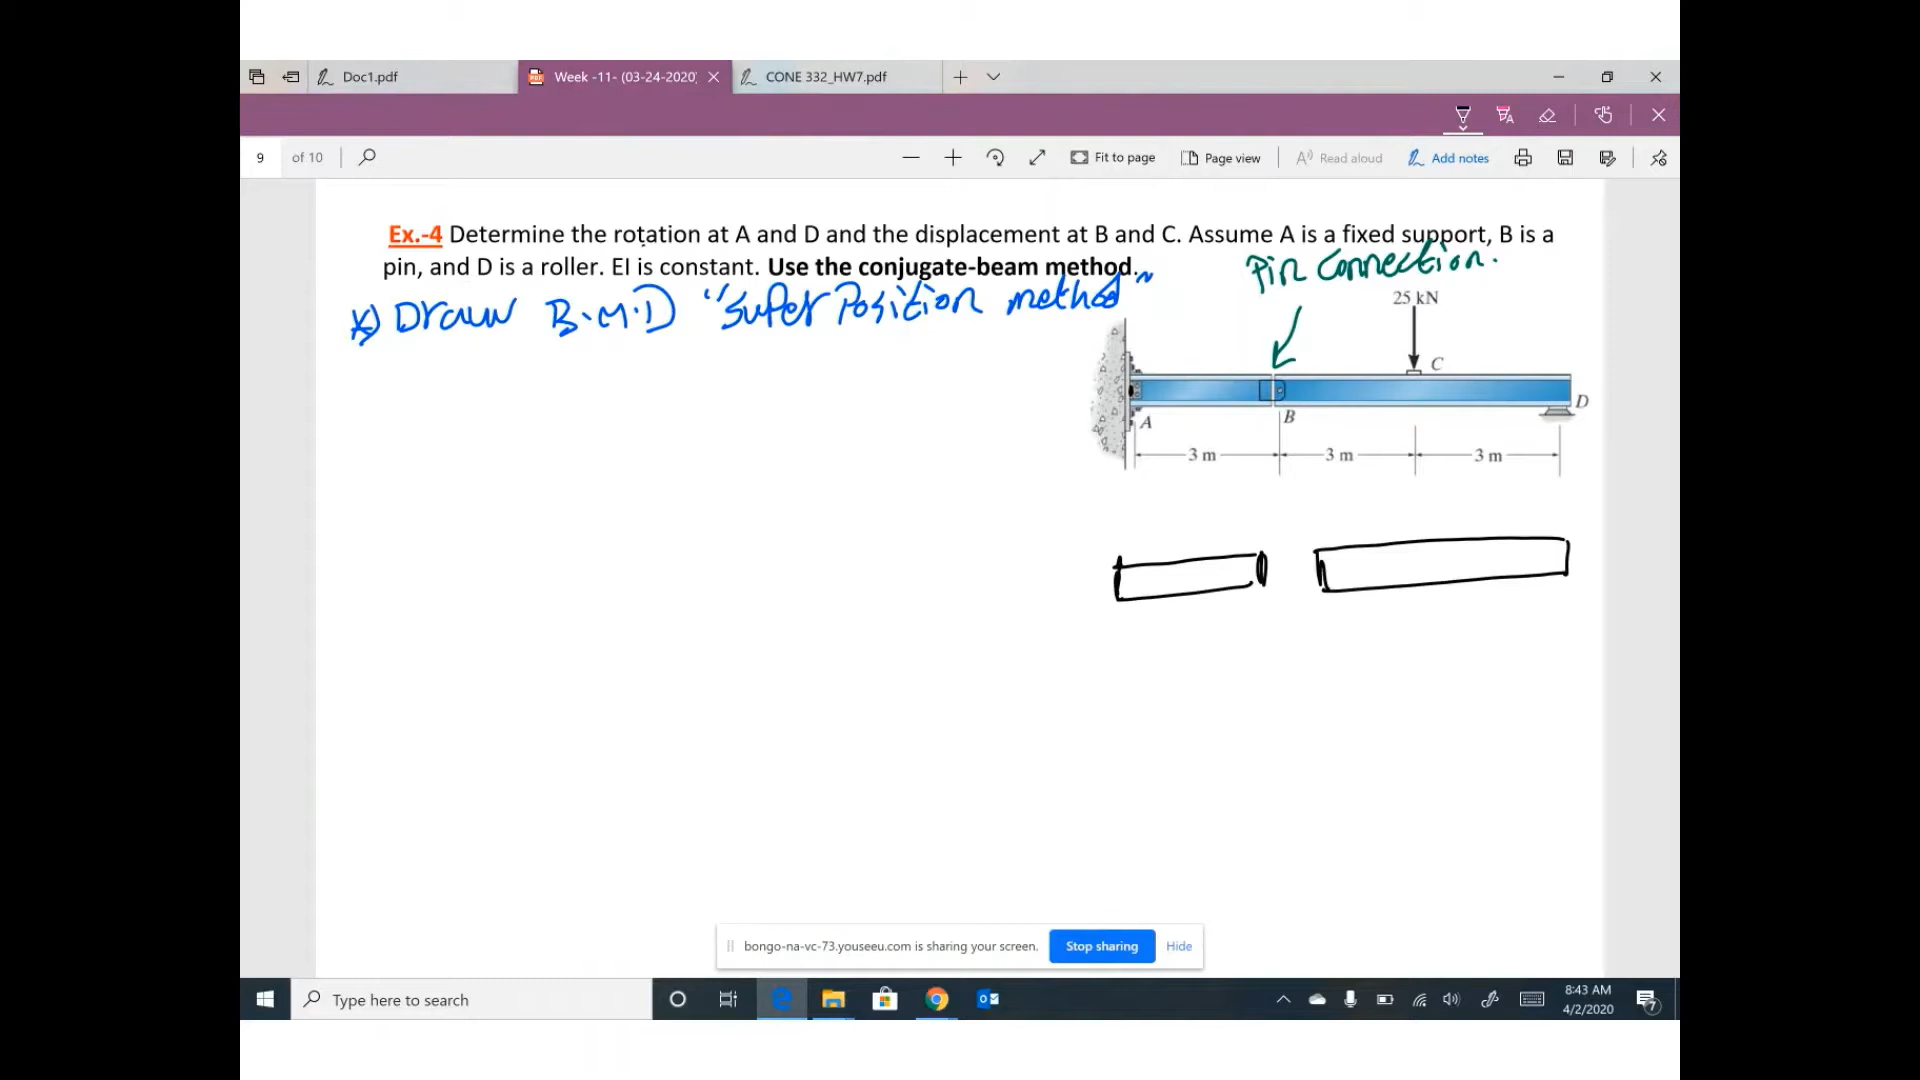 Doc1.pdf
Week -11- (03-24-2020)
CONE 332_HW7.pdf
9 of 10
Fit to page
Page view
Read aloud
Add notes
Ex.-4 Determine the rotation at A and D and the displacement at B and C. Assume A is a fixed support, B is a
pin, and D is a roller. EI is constant. Use the conjugate-beam method.
Pin Connection.
*) Draw B.M.D "Super Position method"
25 kN
C
D
A
B
3 m
3 m
3 m
bongo-na-vc-73.youseeu.com is sharing your screen.
Stop sharing
Hide
Type here to search
8:43 AM
4/2/2020
7